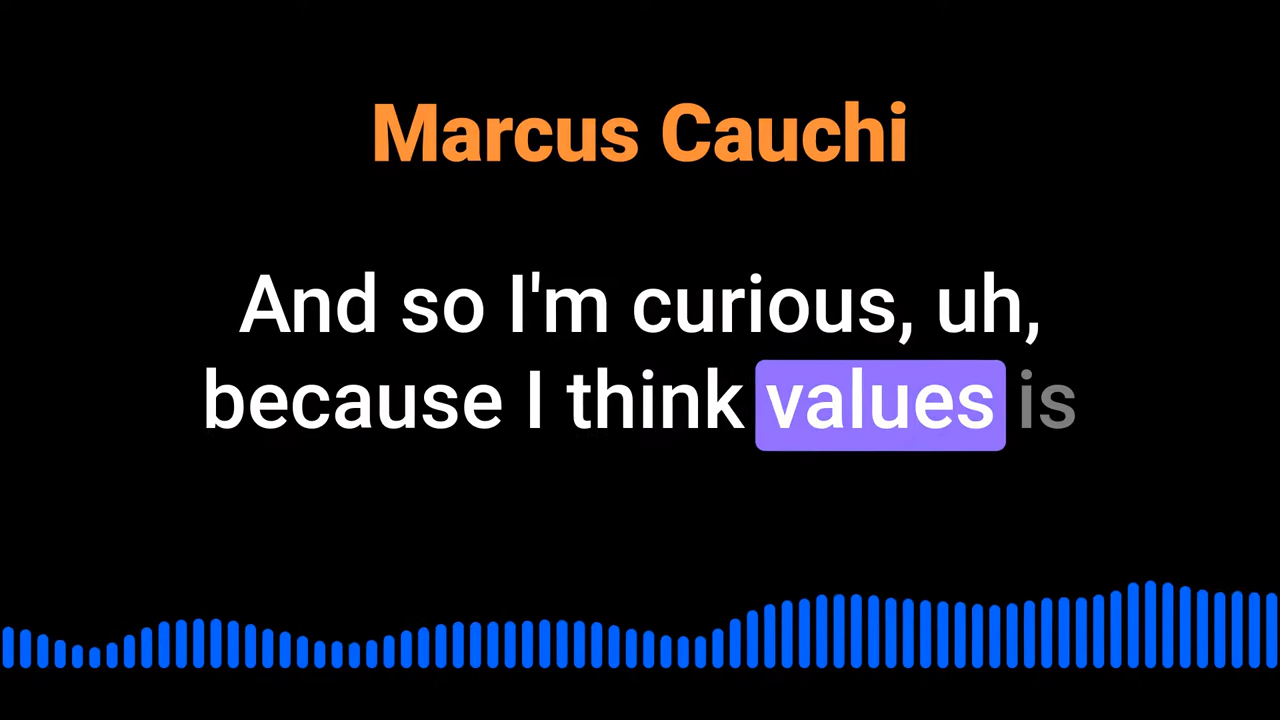 Marcus Cauchi
And so I'm curious, uh,
because I think values is